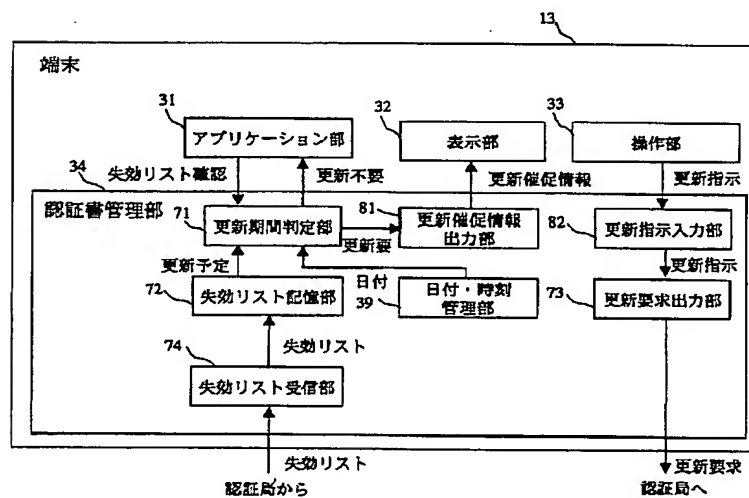 13
端末
31
アプリケーション部
32
表示部
33
操作部
34
失効リスト確認
更新不要
更新催促情報
更新指示
認証書管理部
71
更新期間判定部
更新要
81
更新催促情報
出力部
82
更新指示入力部
更新予定
日付
更新指示
72
失効リスト記憶部
39
日付・時刻
管理部
73
更新要求出力部
失効リスト
74
失効リスト受信部
失効リスト
認証局から
更新要求
認証局へ